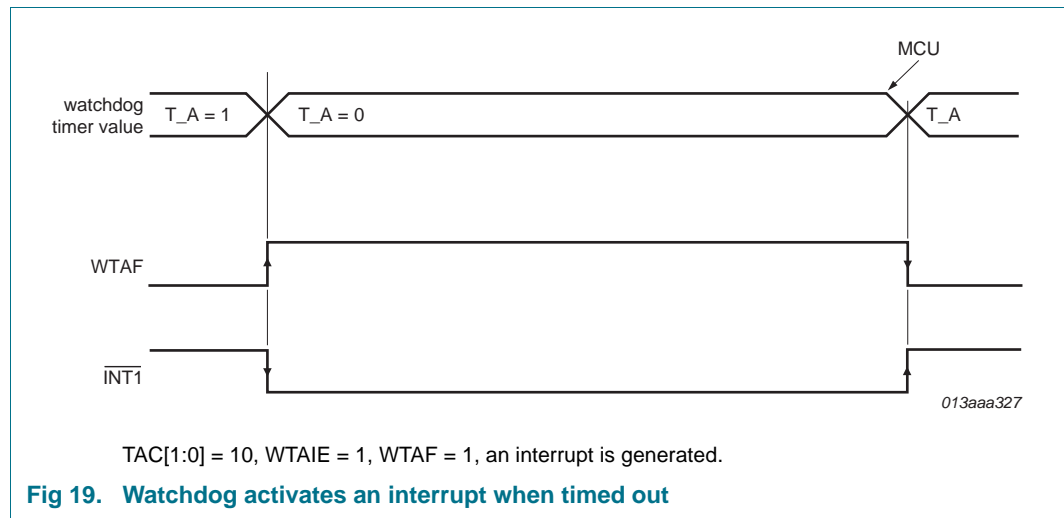 MCU
watchdog
timer value
T_A = 1
T_A = 0
T_A
WTAF
INT1
013aaa327
TAC[1:0] = 10, WTAIE = 1, WTAF = 1, an interrupt is generated.
Fig 19. Watchdog activates an interrupt when timed out